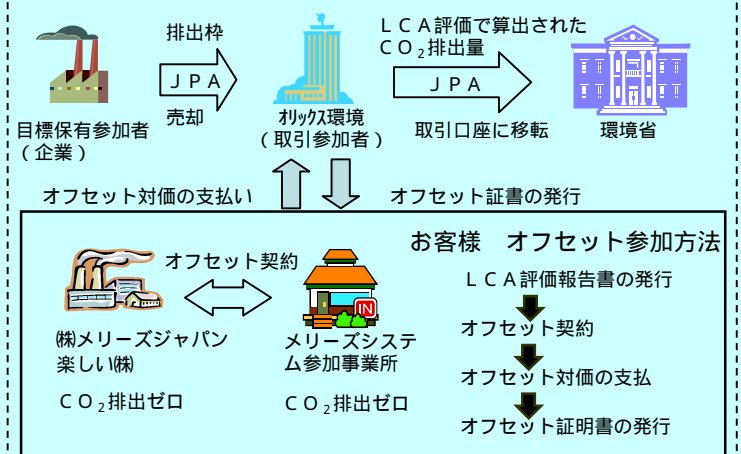 排出枠
JPA
売却
目標保有参加者
(企業)
オリックス環境
(取引参加者)
LCA評価で算出された
CO2排出量
JPA
取引口座に移転
環境省
オフセット対価の支払い
オフセット証書の発行
お客様 オフセット参加方法
オフセット契約
IN
㈱メリーズジャパン
楽しい㈱
CO2排出ゼロ
メリーズシステ
ム参加事業所
CO2排出ゼロ
LCA評価報告書の発行
オフセット契約
オフセット対価の支払
オフセット証明書の発行